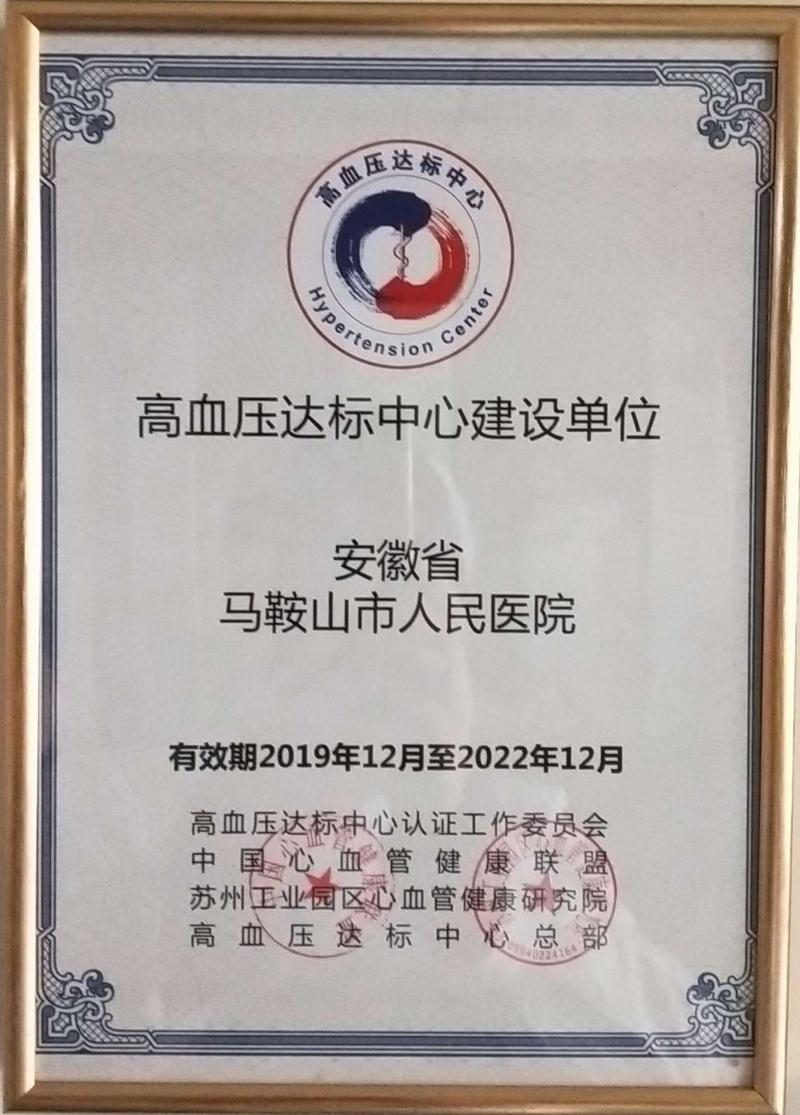 高血压达标中心
Hypertension Center
高血压达标中心建设单位
安徽省
马鞍山市人民医院
有效期2019年12月至2022年12月
高血压达标中心认证工作委员会
中国心血管健康联盟
苏州工业园区心血管健康研究院
高血压达标中心总部